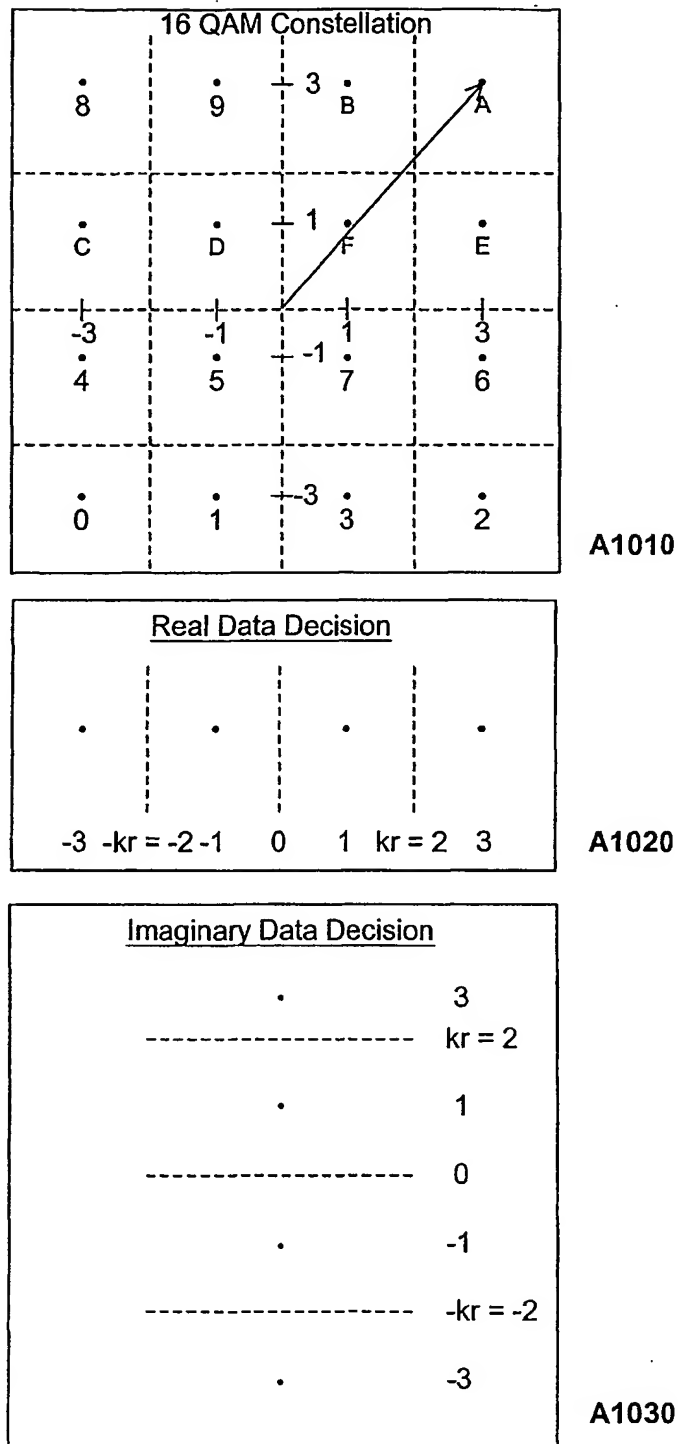 16 QAM Constellation
8 9 3 B A
C D 1 F E
-3 -1 1 3
-1
4 5 7 6
-3
0 1 3 2
A1010
Real Data Decision
-3 -kr = -2 -1 0 1 kr = 2 3
A1020
Imaginary Data Decision
3
kr = 2
1
0
-1
-kr = -2
-3
A1030